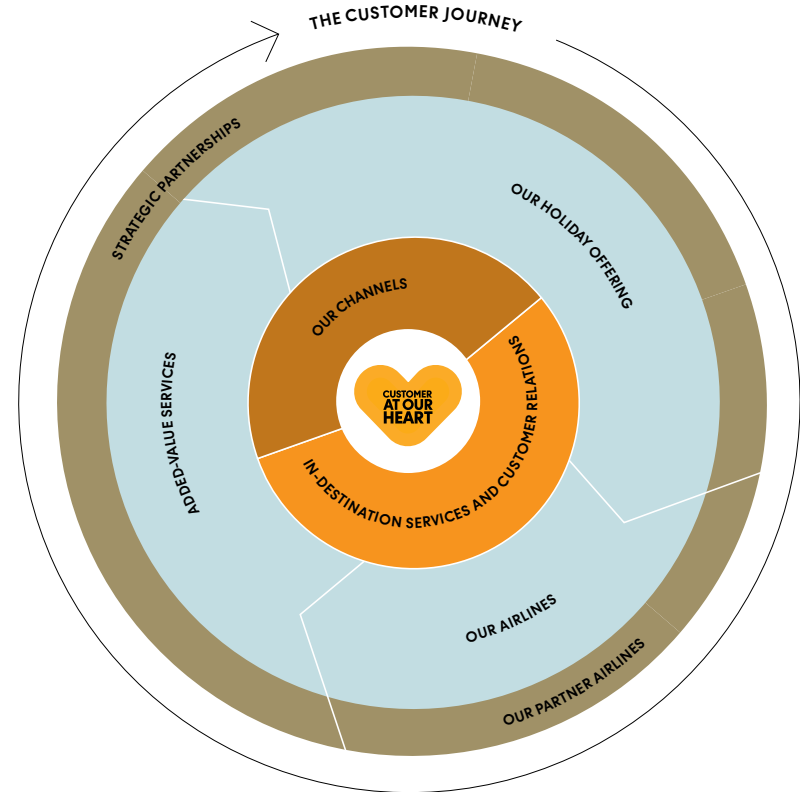 THE CUSTOMER JOURNEY
STRATEGIC PARTNERSHIPS
OUR HOLIDAY OFFERING
OUR CHANNELS
IN-DESTINATION SERVICES AND CUSTOMER RELATIONS
CUSTOMER
AT OUR
HEART
ADDED-VALUE SERVICES
OUR AIRLINES
OUR PARTNER AIRLINES